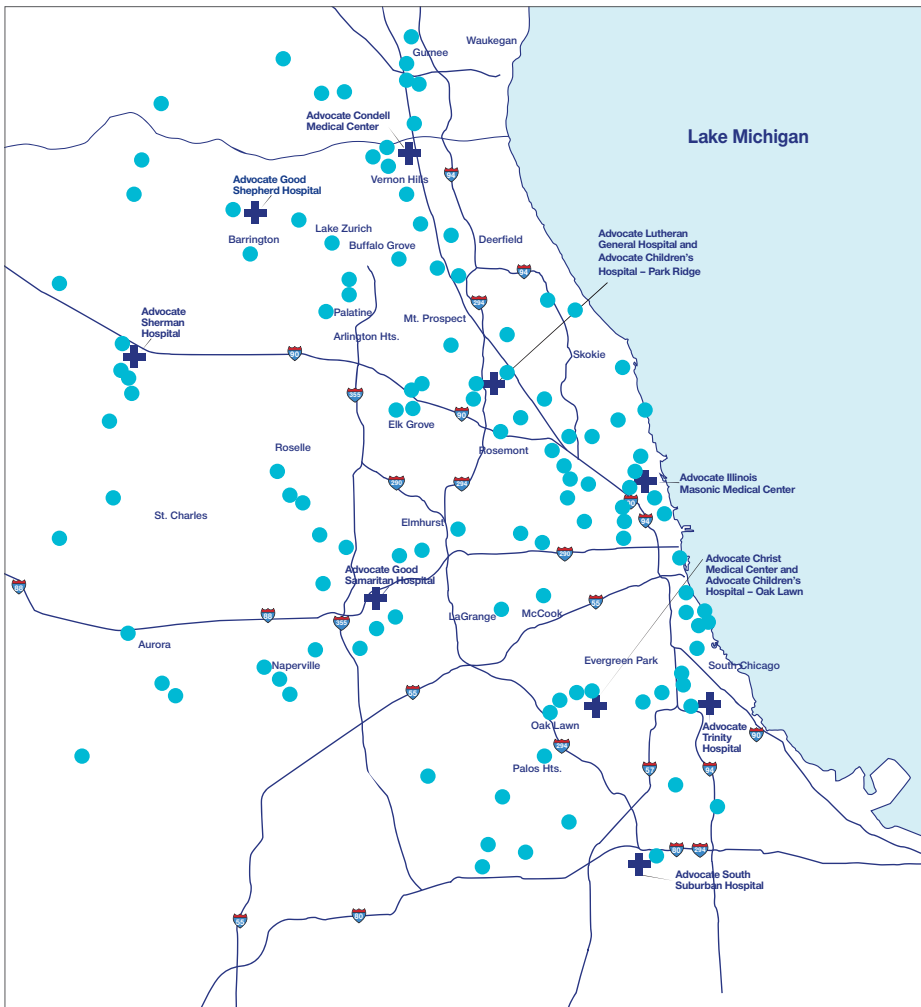 Waukegan
Gurnee
Advocate Condell
Medical Center
Lake Michigan
Vernon Hills
94
Advocate Good
Shepherd Hospital
Lake Zurich
Barrington
Buffalo Grove
Deerfield
Advocate Lutheran
General Hospital and
Advocate Children's
Hospital – Park Ridge
94
294
Palatine
Mt. Prospect
Advocate
Sherman
Hospital
Arlington Hts.
90
Skokie
355
90
Elk Grove
Roselle
Rosemont
290
294
Advocate Illinois
Masonic Medical Center
St. Charles
Elmhurst
94
290
Advocate Christ
Medical Center and
Advocate Children's
Hospital – Oak Lawn
Advocate Good
Samaritan Hospital
88
88
355
55
LaGrange
McCook
Aurora
Naperville
Evergreen Park
South Chicago
55
Oak Lawn
Advocate
Trinity
Hospital
90
294
Palos Hts.
57
94
80
294
Advocate South
Suburban Hospital
55
80